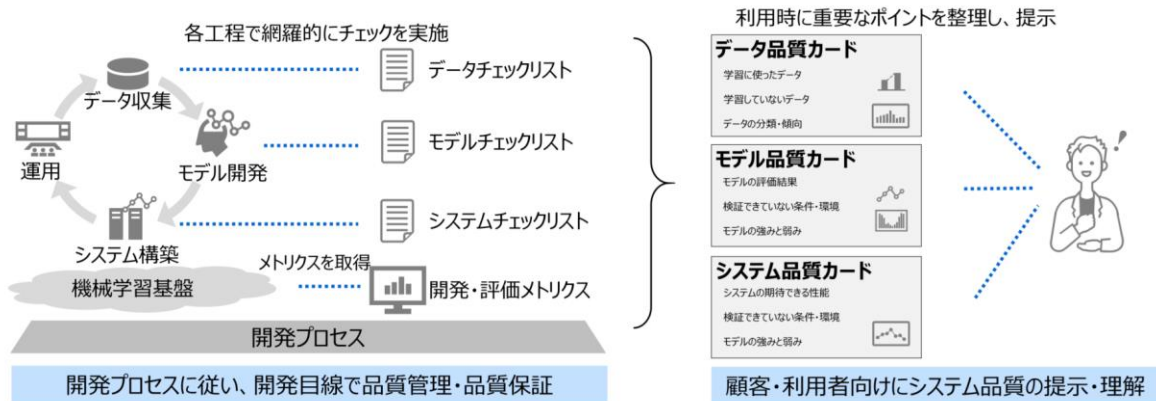 各工程で網羅的にチェックを実施
データ収集
モデル開発
システム構築
運用
機械学習基盤
データチェックリスト
モデルチェックリスト
システムチェックリスト
メトリクスを取得
開発・評価メトリクス
開発プロセス
開発プロセスに従い、開発目線で品質管理・品質保証
利用時に重要なポイントを整理し、提示
データ品質カード
学習に使ったデータ
学習していないデータ
データの分類・傾向
モデル品質カード
モデルの評価結果
検証できていない条件・環境
モデルの強みと弱み
システム品質カード
システムの期待できる性能
検証できていない条件・環境
モデルの強みと弱み
!
顧客・利用者向けにシステム品質の提示・理解